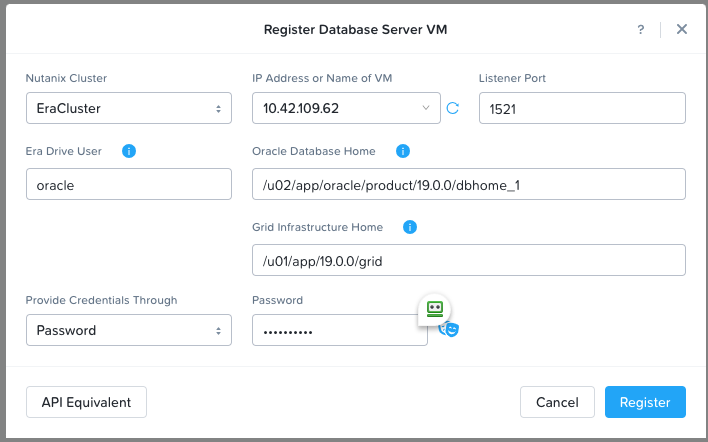 Register Database Server VM
?
Nutanix Cluster
IP Address or Name of VM
Listener Port
EraCluster
10.42.109.62
1521
Era Drive User
i
Oracle Database Home
i
oracle
/u02/app/oracle/product/19.0.0/dbhome_1
Grid Infrastructure Home
i
/u01/app/19.0.0/grid
Provide Credentials Through
Password
Password
••••••••••
API Equivalent
Cancel
Register